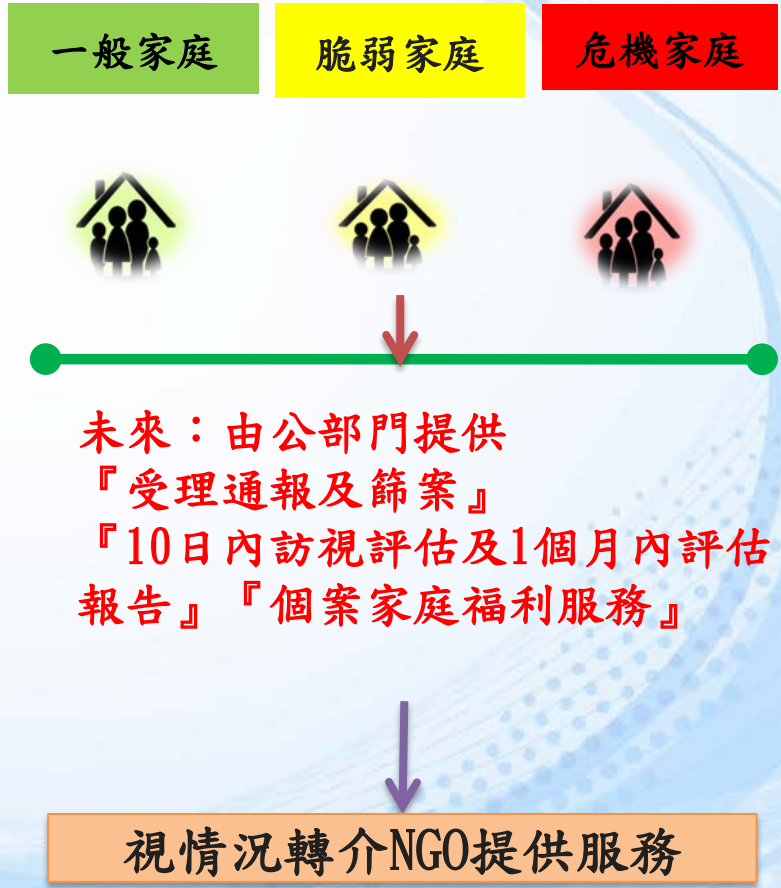 一般家庭
脆弱家庭
危機家庭
未來：由公部門提供
『受理通報及篩案』
『10日內訪視評估及1個月內評估
報告』『個案家庭福利服務』
視情況轉介NGO提供服務